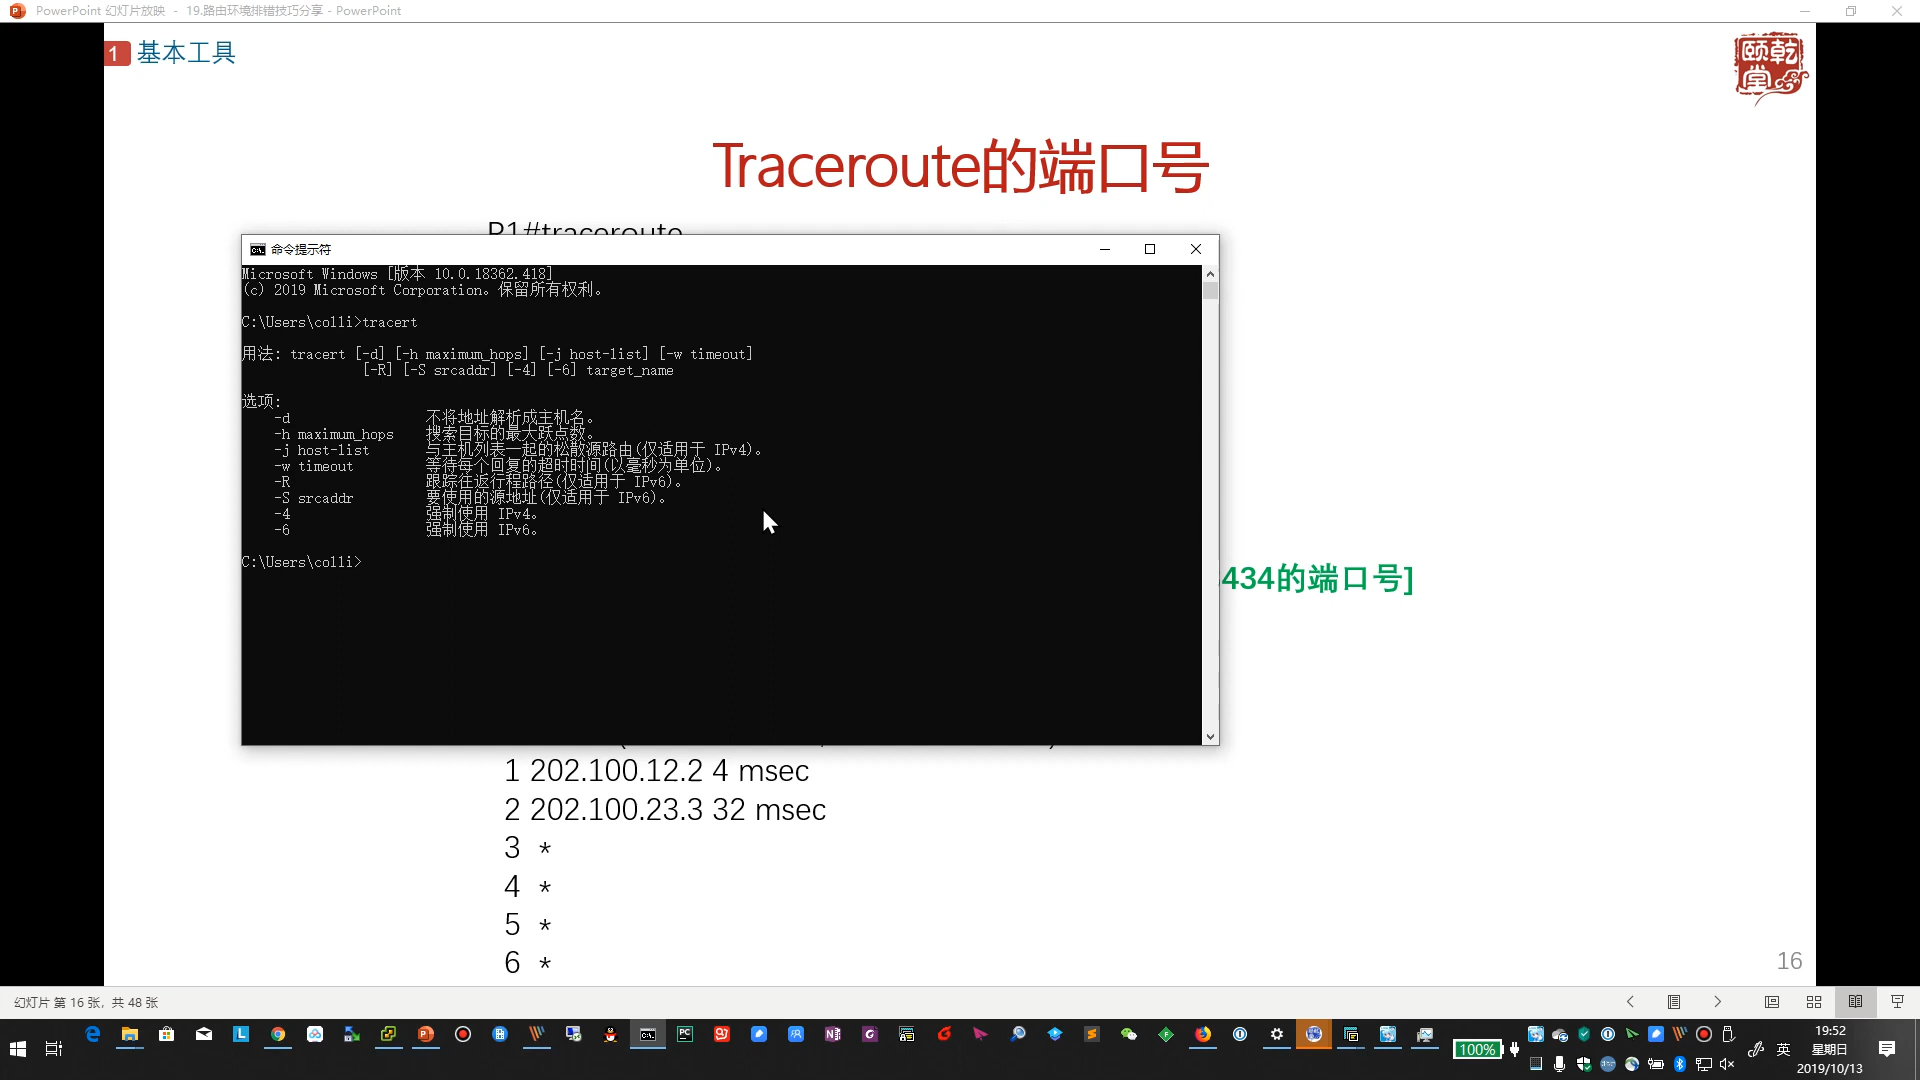 PowerPoint 幻灯片放映 - 19.路由环境排错技巧分享 - PowerPoint
1 基本工具
颐乾堂
Traceroute的端口号
R1#traceroute
命令提示符
Microsoft Windows [版本 10.0.18362.418]
(c) 2019 Microsoft Corporation。保留所有权利。
C:\Users\colli>tracert
用法: tracert [-d] [-h maximum_hops] [-j host-list] [-w timeout]
[-R] [-S srcaddr] [-4] [-6] target_name
选项:
-d 不将地址解析成主机名。
-h maximum_hops 搜索目标的最大跃点数。
-j host-list 与主机列表一起的松散源路由(仅适用于 IPv4)。
-w timeout 等待每个回复的超时时间(以毫秒为单位)。
-R 跟踪往返行程路径(仅适用于 IPv6)。
-S srcaddr 要使用的源地址(仅适用于 IPv6)。
-4 强制使用 IPv4。
-6 强制使用 IPv6。
C:\Users\colli>
434的端口号]
1 202.100.12.2 4 msec
2 202.100.23.3 32 msec
3 *
4 *
5 *
6 *
16
幻灯片 第 16 张，共 48 张
100%
英
19:52
星期日
2019/10/13